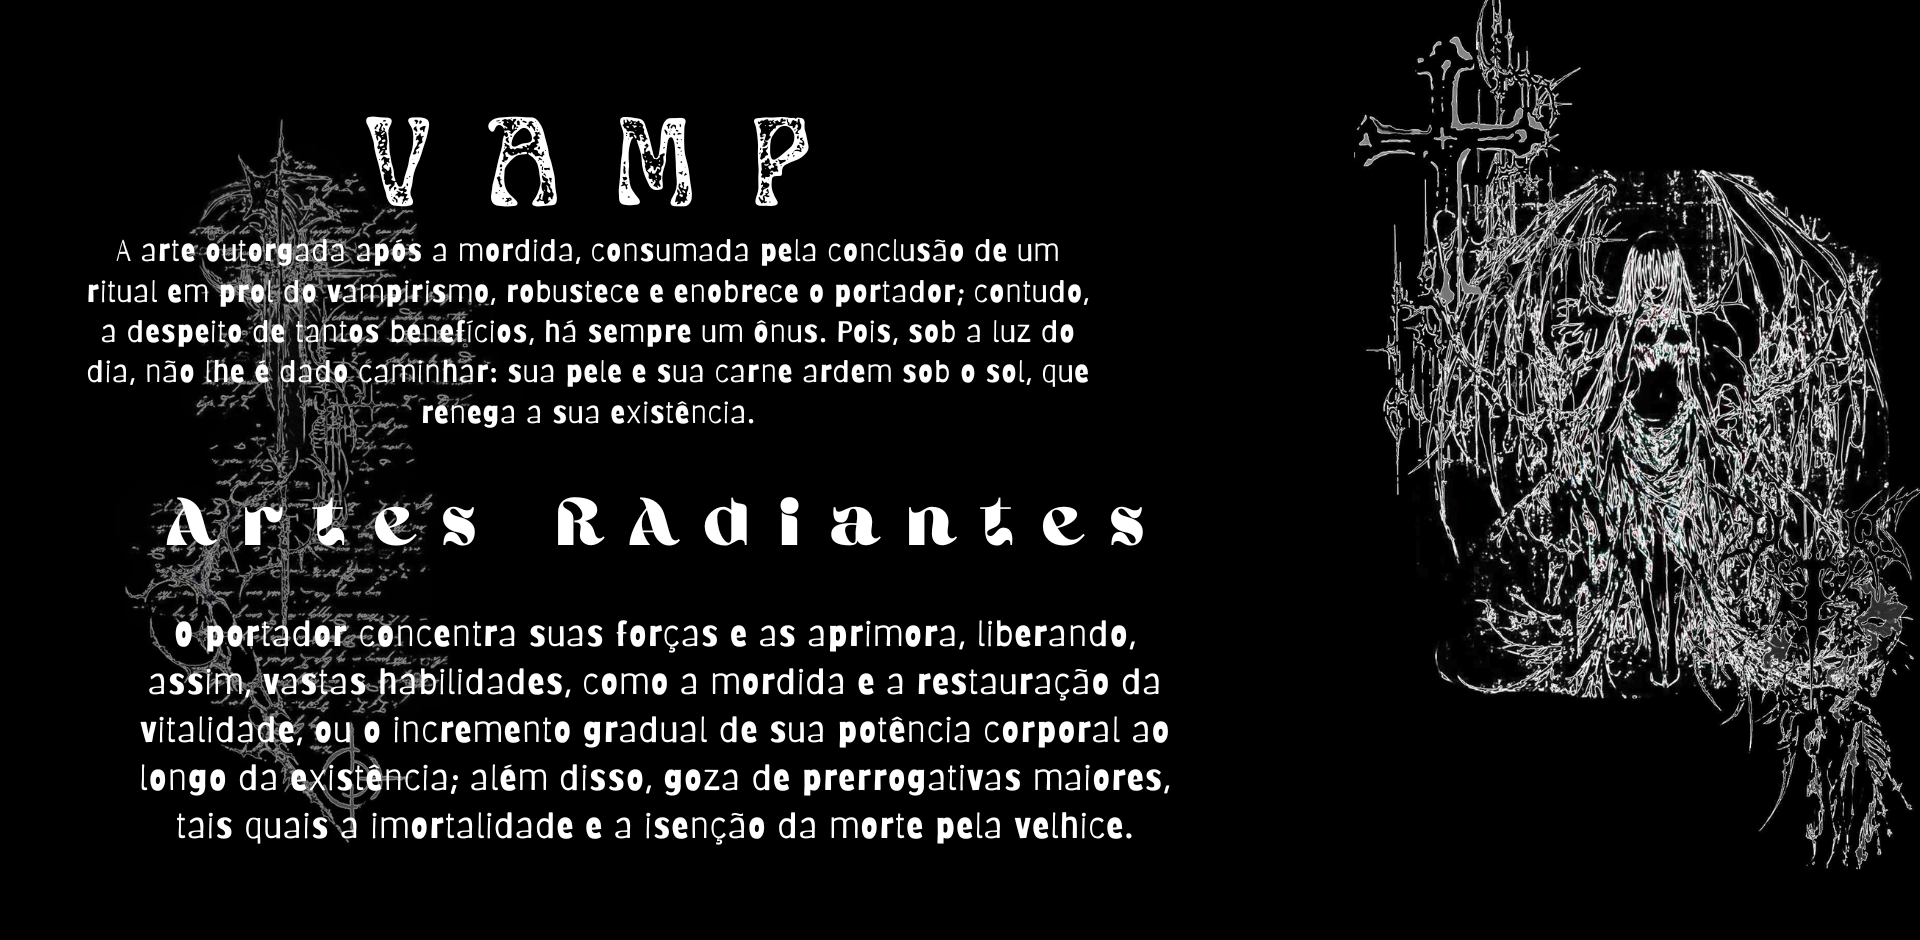 VAMP
A arte outorgada após a mordida, consumada pela conclusão de um
ritual em prol do vampirismo, robustece e enobrece o portador; contudo,
a despeito de tantos benefícios, há sempre um ônus. Pois, sob a luz do
dia, não lhe é dado caminhar: sua pele e sua carne ardem sob o sol, que
renega a sua existência.
Artes RAdiantes
O portador concentra suas forças e as aprimora, liberando,
assim, vastas habilidades, como a mordida e a restauração da
vitalidade, ou o incremento gradual de sua potência corporal ao
longo da existência; além disso, goza de prerrogativas maiores,
tais quais a imortalidade e a isenção da morte pela velhice.